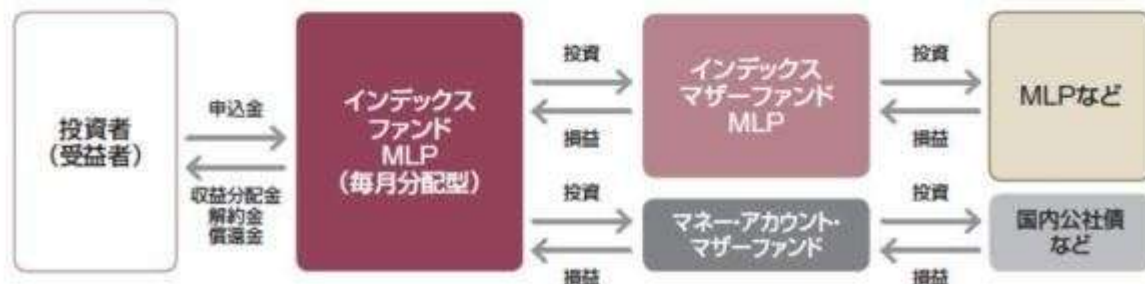 投資者
（受益者）
申込金
収益分配金
解約金
償還金
インデックス
ファンド
MLP
（毎月分配型）
投資
損益
投資
損益
インデックス
マザーファンド
MLP
マネー・アカウント・
マザーファンド
投資
損益
投資
損益
MLPなど
国内公社債
など